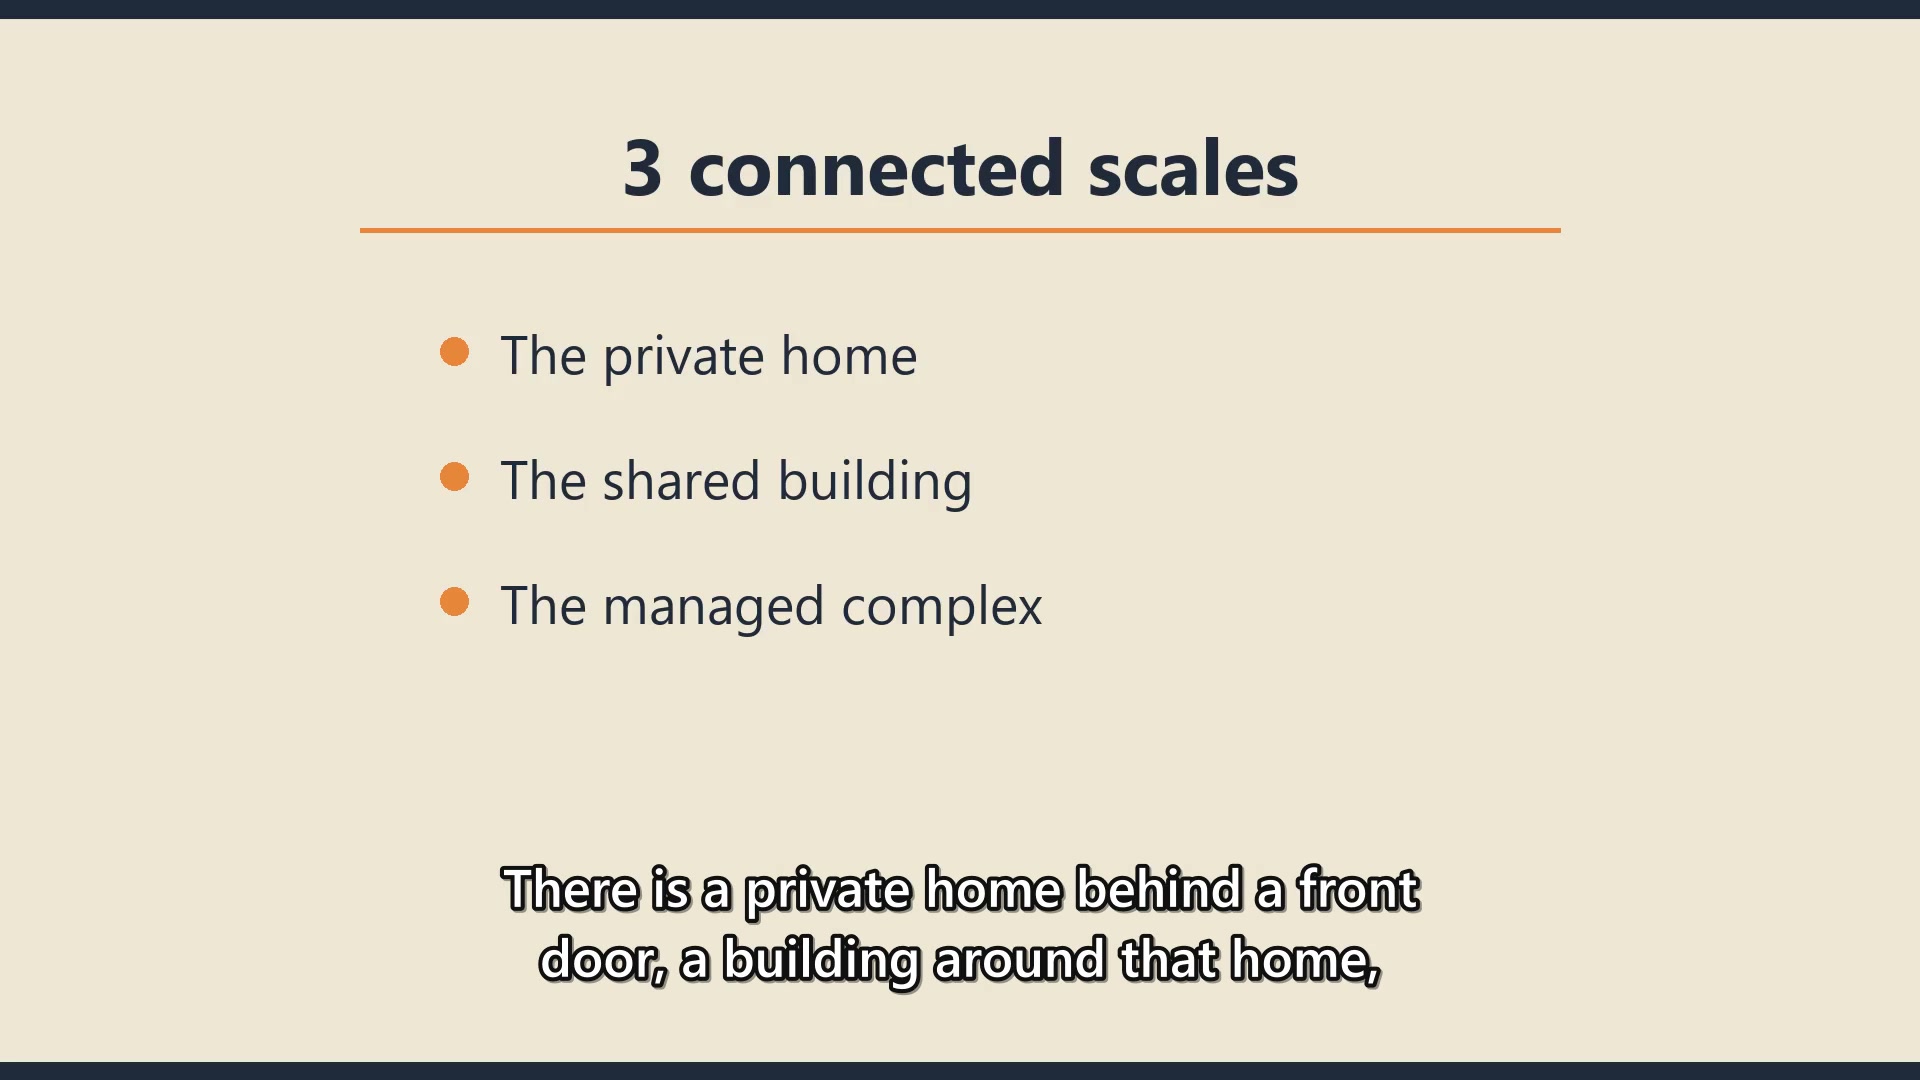 3 connected scales
The private home
The shared building
The managed complex
There is a private home behind a front
door, a building around that home,